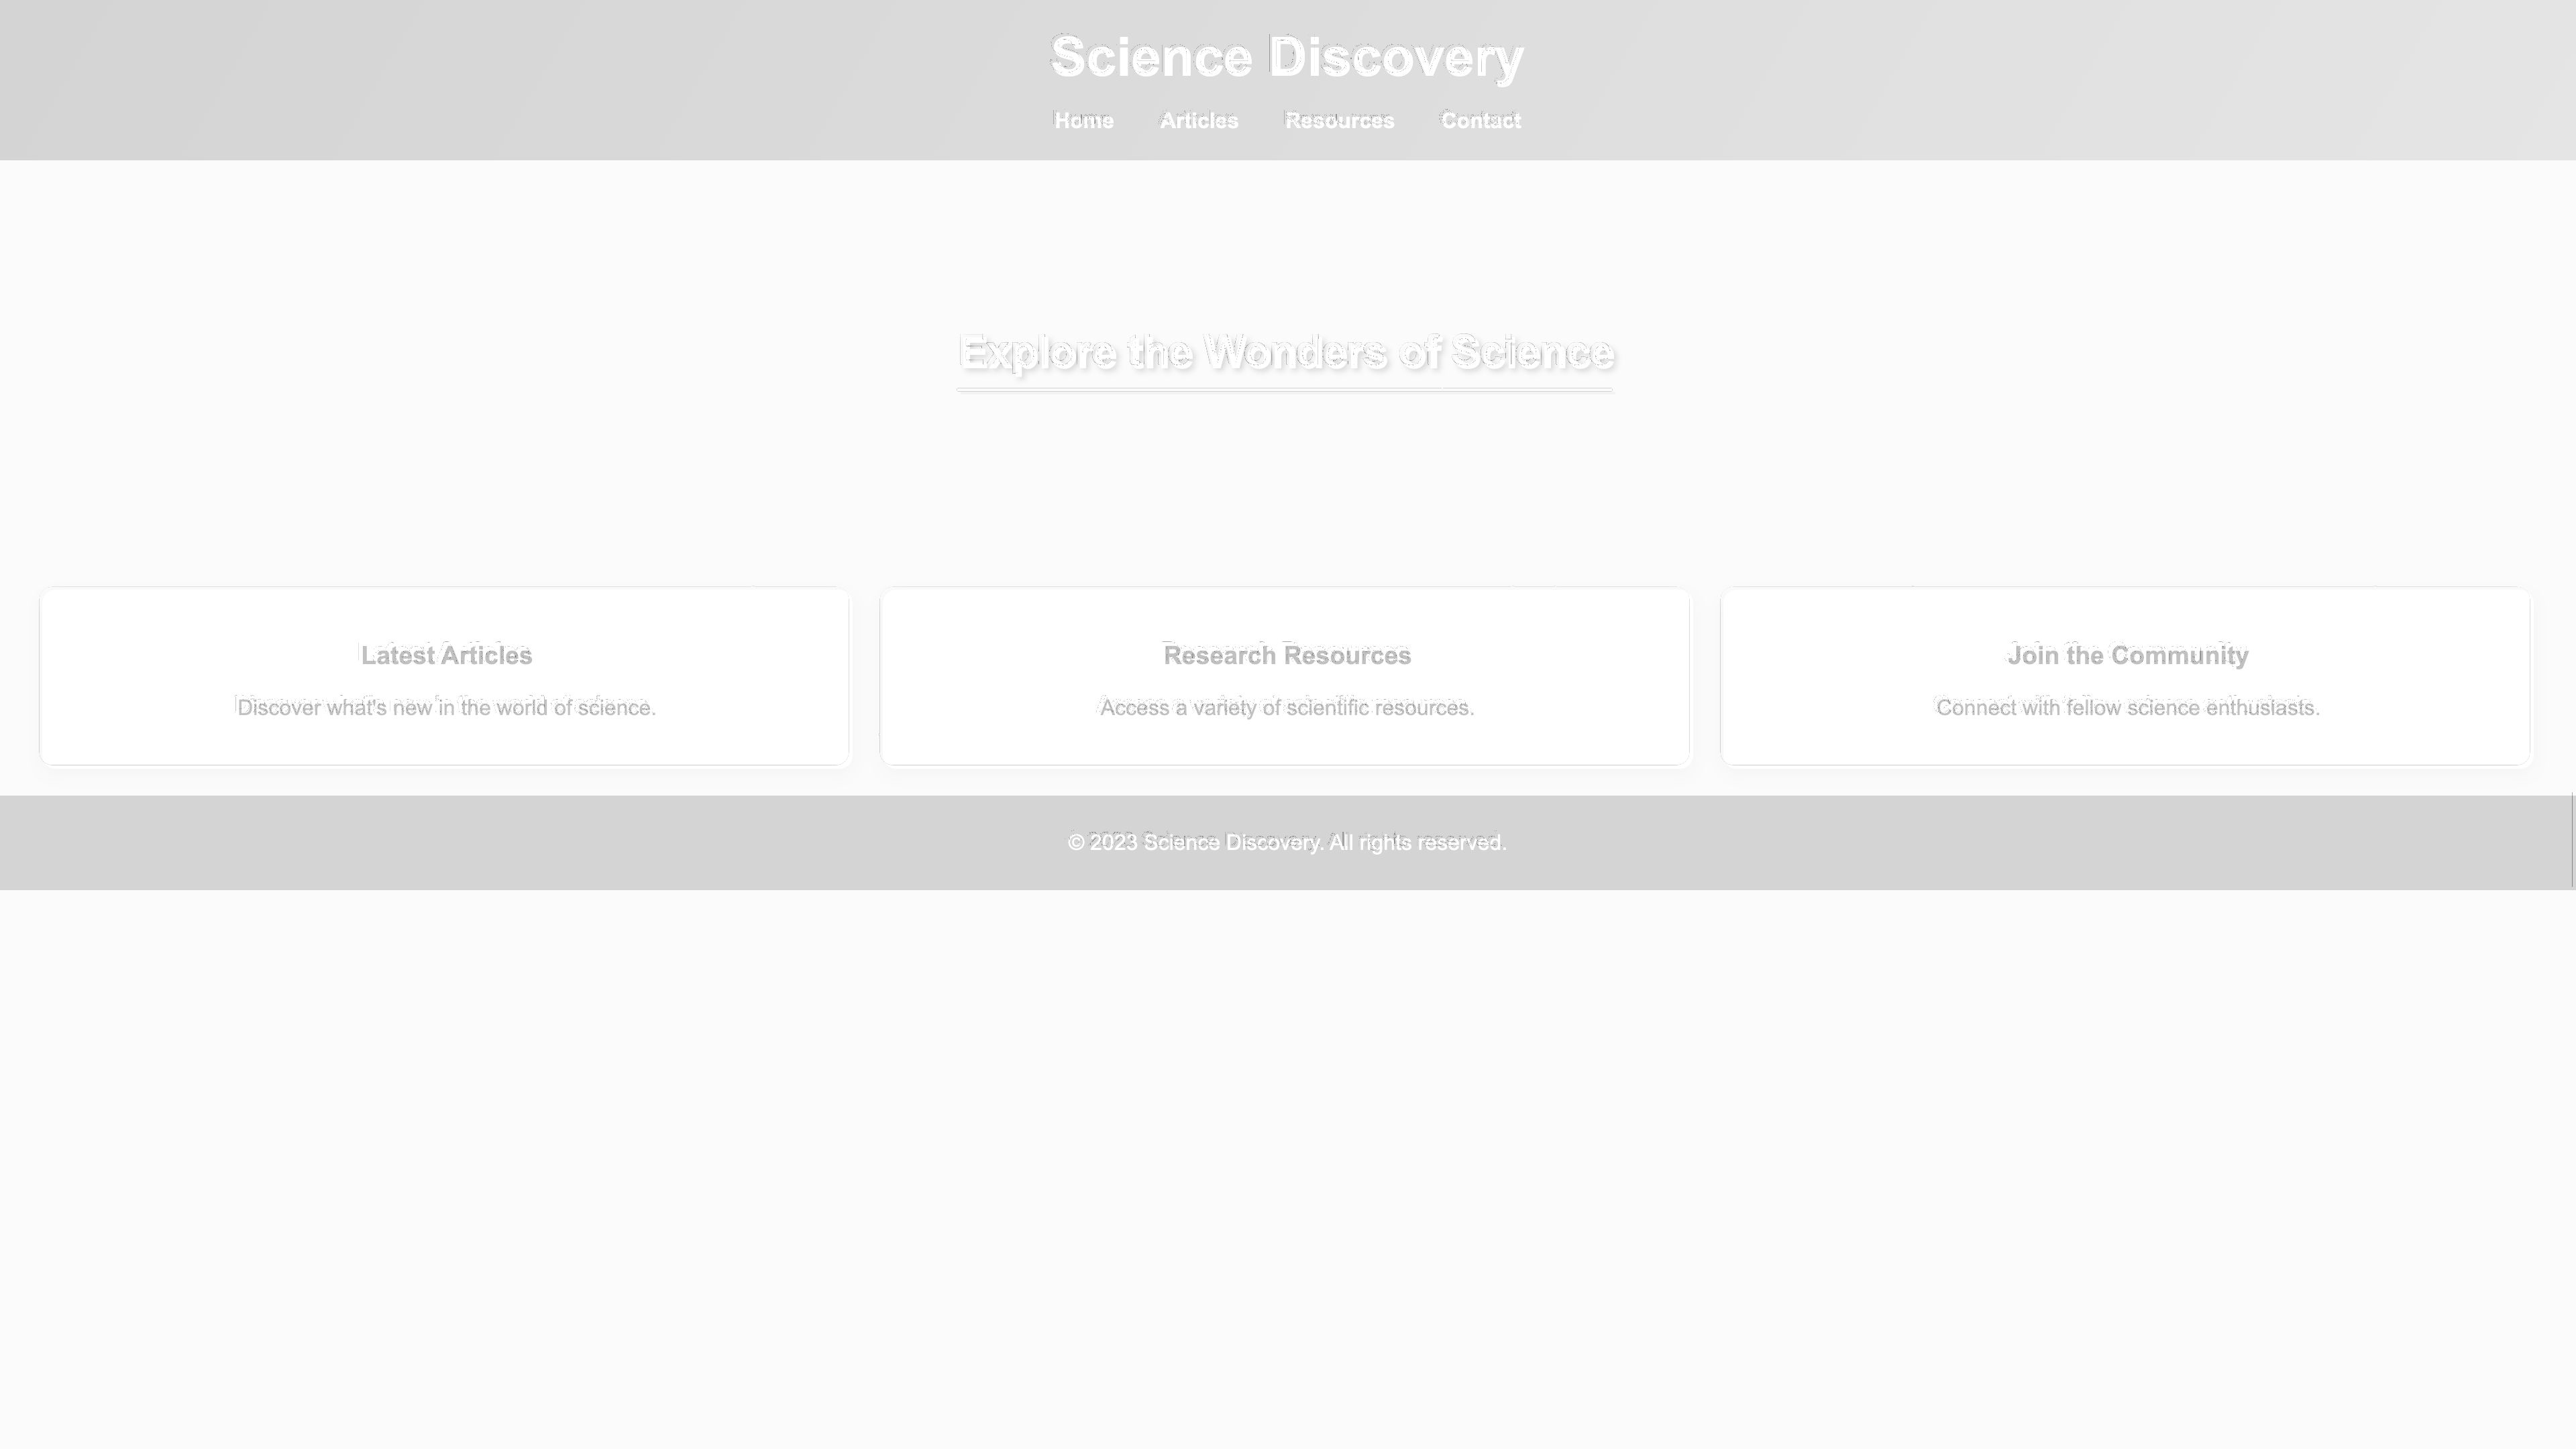 Science Discovery
Home Articles Resources Contact
Explore the Wonders of Science
Latest Articles
Discover what's new in the world of science.
Research Resources
Access a variety of scientific resources.
Join the Community
Connect with fellow science enthusiasts.
© 2023 Science Discovery. All rights reserved.